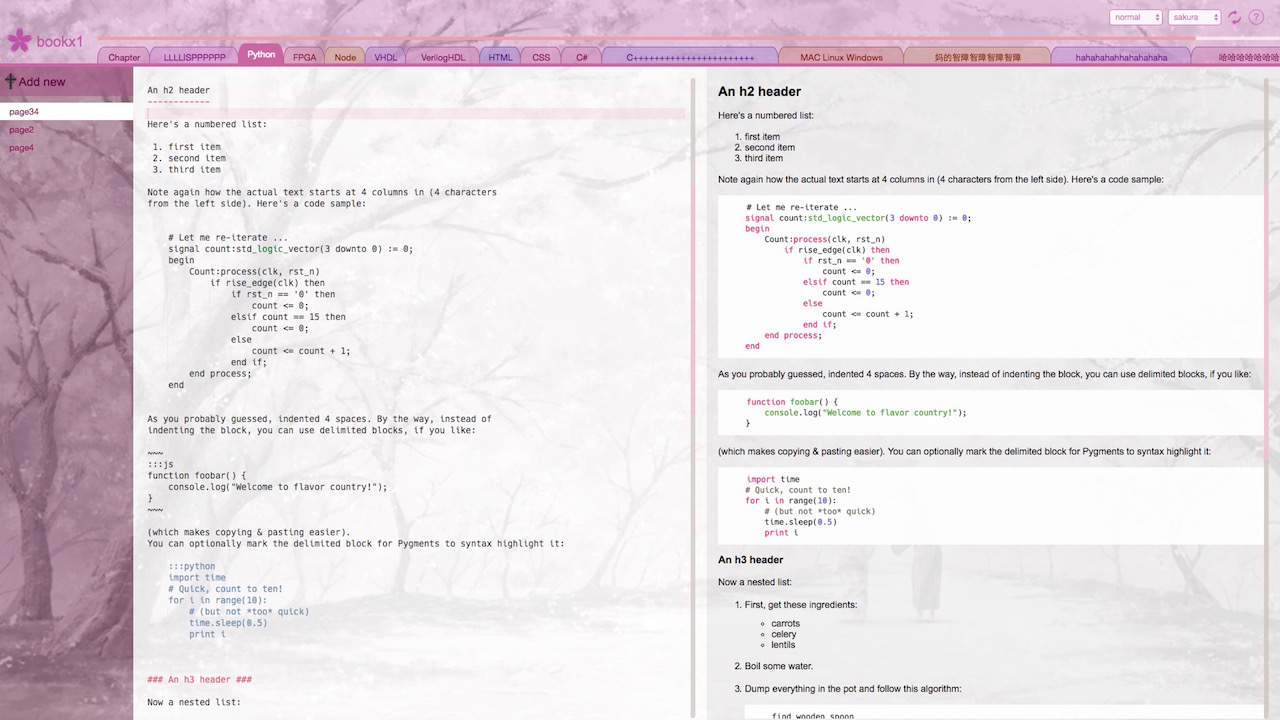 normal
sakura
?
bookx1
Chapter
LLLLISPPPPPP
Python
FPGA
Node
VHDL
VerilogHDL
HTML
CSS
C#
C++++++++++++++++++++++++
MAC Linux Windows
妈的智障智障智障智障
hahahahahhahahahaha
哈哈哈哈哈哈哈
Add new
page34
page2
page4
An h2 header
------------
Here's a numbered list:
1. first item
2. second item
3. third item
Note again how the actual text starts at 4 columns in (4 characters
from the left side). Here's a code sample:
# Let me re-iterate ...
signal count:std_logic_vector(3 downto 0) := 0;
begin
Count:process(clk, rst_n)
if rise_edge(clk) then
if rst_n == '0' then
count <= 0;
elsif count == 15 then
count <= 0;
else
count <= count + 1;
end if;
end process;
end
As you probably guessed, indented 4 spaces. By the way, instead of
indenting the block, you can use delimited blocks, if you like:
~~~
:::js
function foobar() {
console.log("Welcome to flavor country!");
}
~~~
(which makes copying & pasting easier).
You can optionally mark the delimited block for Pygments to syntax highlight it:
:::python
import time
# Quick, count to ten!
for i in range(10):
# (but not *too* quick)
time.sleep(0.5)
print i
### An h3 header ###
Now a nested list:
An h2 header
Here's a numbered list:
1. first item
2. second item
3. third item
Note again how the actual text starts at 4 columns in (4 characters from the left side). Here's a code sample:
# Let me re-iterate ...
signal count:std_logic_vector(3 downto 0) := 0;
begin
Count:process(clk, rst_n)
if rise_edge(clk) then
if rst_n == '0' then
count <= 0;
elsif count == 15 then
count <= 0;
else
count <= count + 1;
end if;
end process;
end
As you probably guessed, indented 4 spaces. By the way, instead of indenting the block, you can use delimited blocks, if you like:
function foobar() {
console.log("Welcome to flavor country!");
}
(which makes copying & pasting easier). You can optionally mark the delimited block for Pygments to syntax highlight it:
import time
# Quick, count to ten!
for i in range(10):
# (but not *too* quick)
time.sleep(0.5)
print i
An h3 header
Now a nested list:
1. First, get these ingredients:
carrots
celery
lentils
2. Boil some water.
3. Dump everything in the pot and follow this algorithm:
find wooden spoon